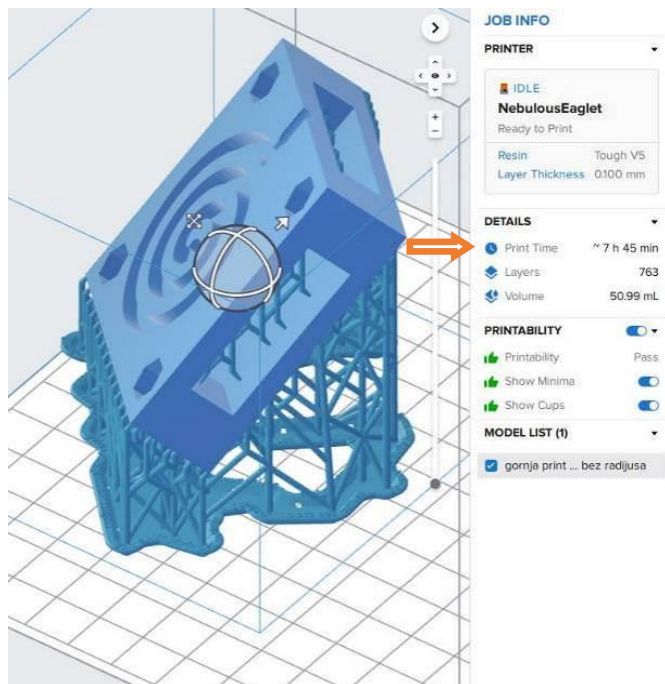 JOB INFO
PRINTER
IDLE
NebulousEaglet
Ready to Print
Resin Tough V5
Layer Thickness 0.100 mm
DETAILS
Print Time ~ 7 h 45 min
Layers 763
Volume 50.99 mL
PRINTABILITY
Printability Pass
Show Minima
Show Cups
MODEL LIST (1)
gornja print ... bez radijusa